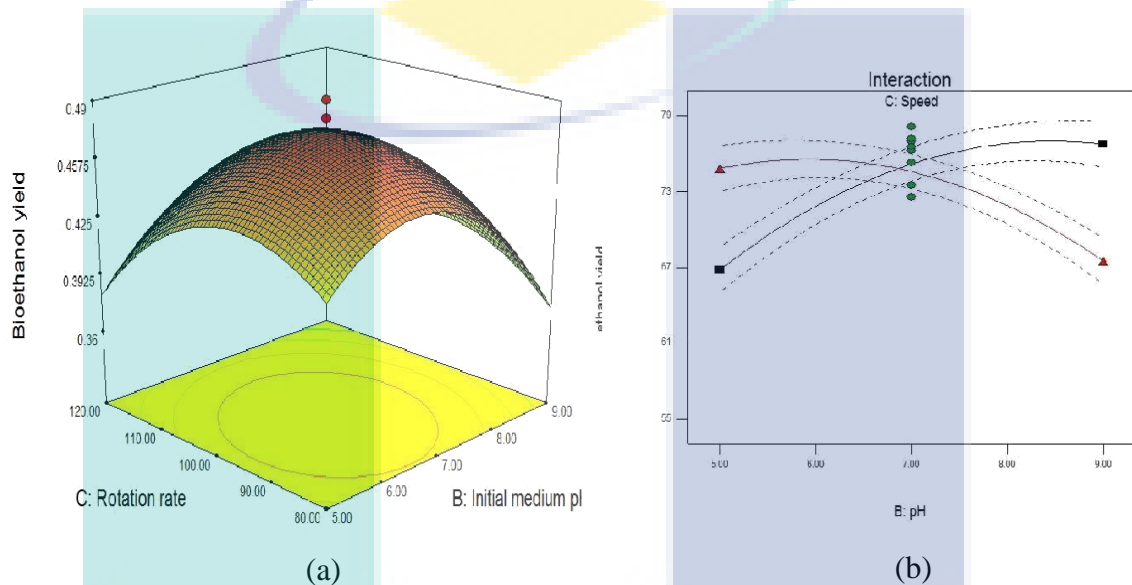 Bioethanol yield
0.49
0.4575
0.425
0.3925
0.36
120.00
110.00
100.00
90.00
80.00
5.00
6.00
7.00
8.00
9.00
C: Rotation rate
B: Initial medium pl
(a)
Interaction
C: Speed
ethanol yield
79
73
67
61
55
5.00
6.00
7.00
8.00
9.00
B: pH
(b)